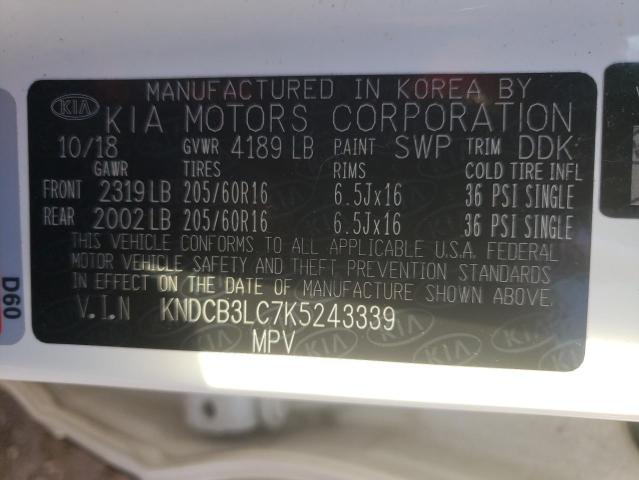 MANUFACTURED IN KOREA BY
KIA KIA MOTORS CORPORATION
10/18 GVWR 4189 LB PAINT SWP TRIM DDK
GAWR TIRES RIMS COLD TIRE INFL
FRONT 2319 LB 205/60R16 6.5Jx16 36 PSI SINGLE
REAR 2002 LB 205/60R16 6.5Jx16 36 PSI SINGLE
THIS VEHICLE CONFORMS TO ALL APPLICABLE U.S.A. FEDERAL
MOTOR VEHICLE SAFETY AND THEFT PREVENTION STANDARDS
IN EFFECT ON THE DATE OF MANUFACTURE SHOWN ABOVE.
V.I.N KNDCB3LC7K5243339
MPV
D60